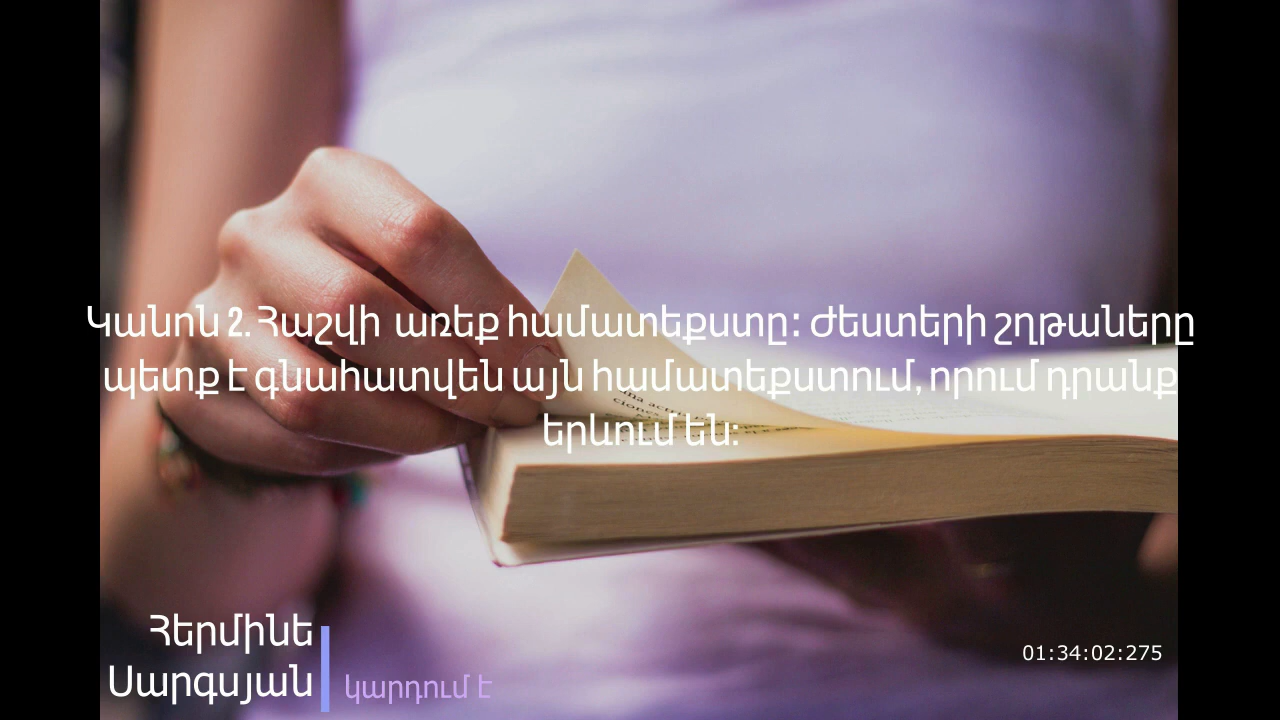 Կանոն 2. Հաշվի առեք համատեքստը: Ժեստերի շղթաները
պետք է գնահատվեն այն համատեքստում, որում դրանք
երևում են:
Հերմինե
Սարգսյան
կարդում է
01:34:02:275